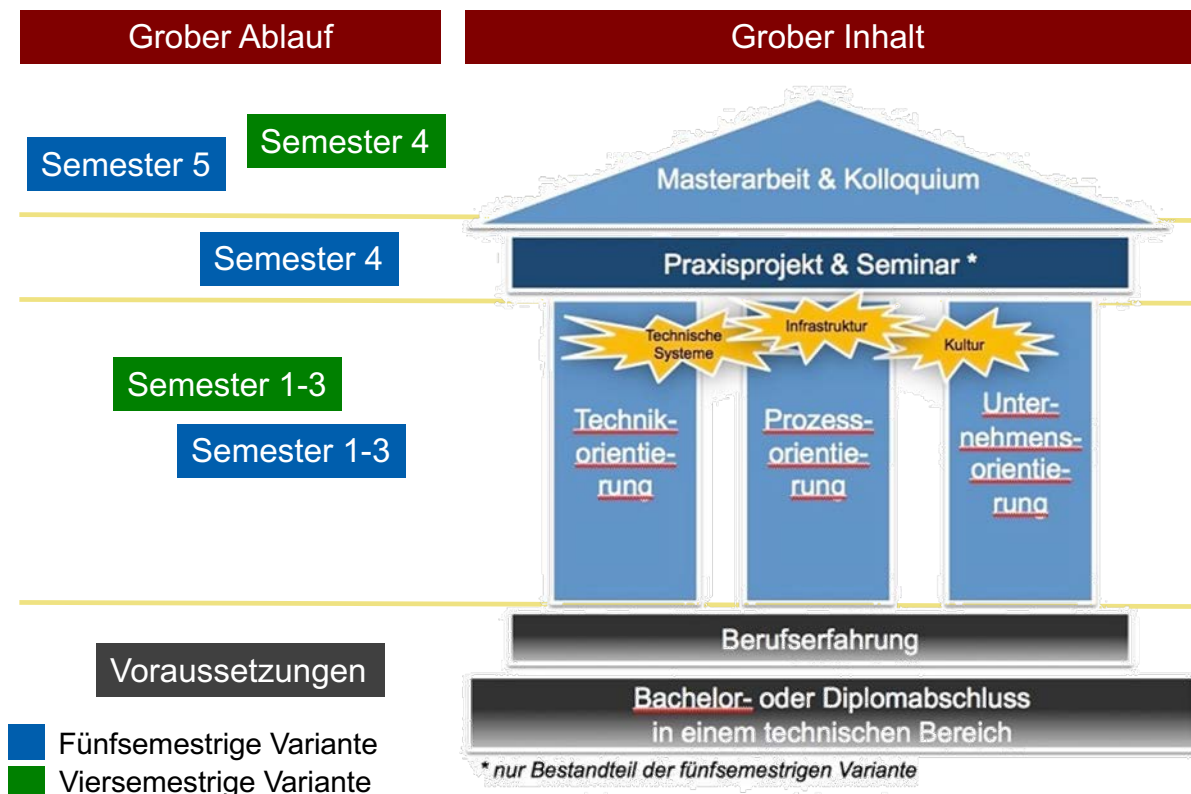 Grober Ablauf
Grober Inhalt
Semester 5
Semester 4
Masterarbeit & Kolloquium
Semester 4
Praxisprojekt & Seminar *
Technische
Systeme
Infrastruktur
Kultur
Semester 1-3
Semester 1-3
Technik-
orientie-
rung
Prozess-
orientie-
rung
Unter-
nehmens-
orientie-
rung
Voraussetzungen
Berufserfahrung
Bachelor- oder Diplomabschluss
in einem technischen Bereich
Fünfsemestrige Variante
Viersemestrige Variante
* nur Bestandteil der fünfsemestrigen Variante